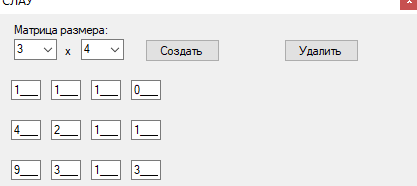 СЛАУ
Матрица размера:
3 x 4 Создать Удалить
1___ 1___ 1___ 0___
4___ 2___ 1___ 1___
9___ 3___ 1___ 3___